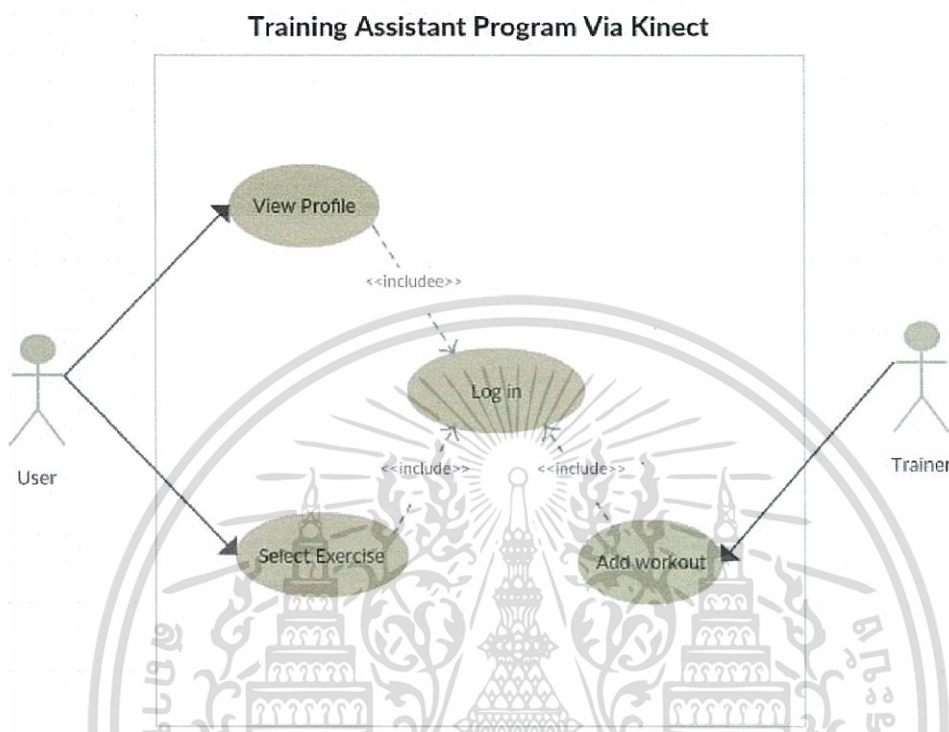 Training Assistant Program Via Kinect
View Profile
<<includee>>
Log in
<<include>>
<<include>>
User
Trainer
Select Exercise
Add workout